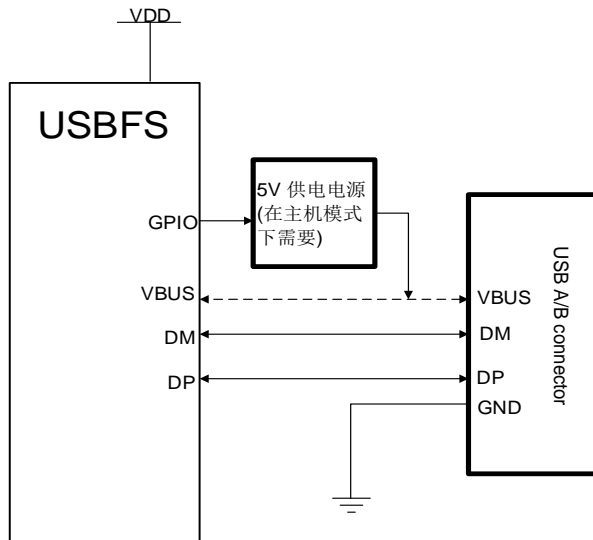 VDD
USBFS
5V 供电电源
(在主机模式
下需要)
GPIO
VBUS
DM
DP
VBUS
DM
DP
GND
USB A/B connector